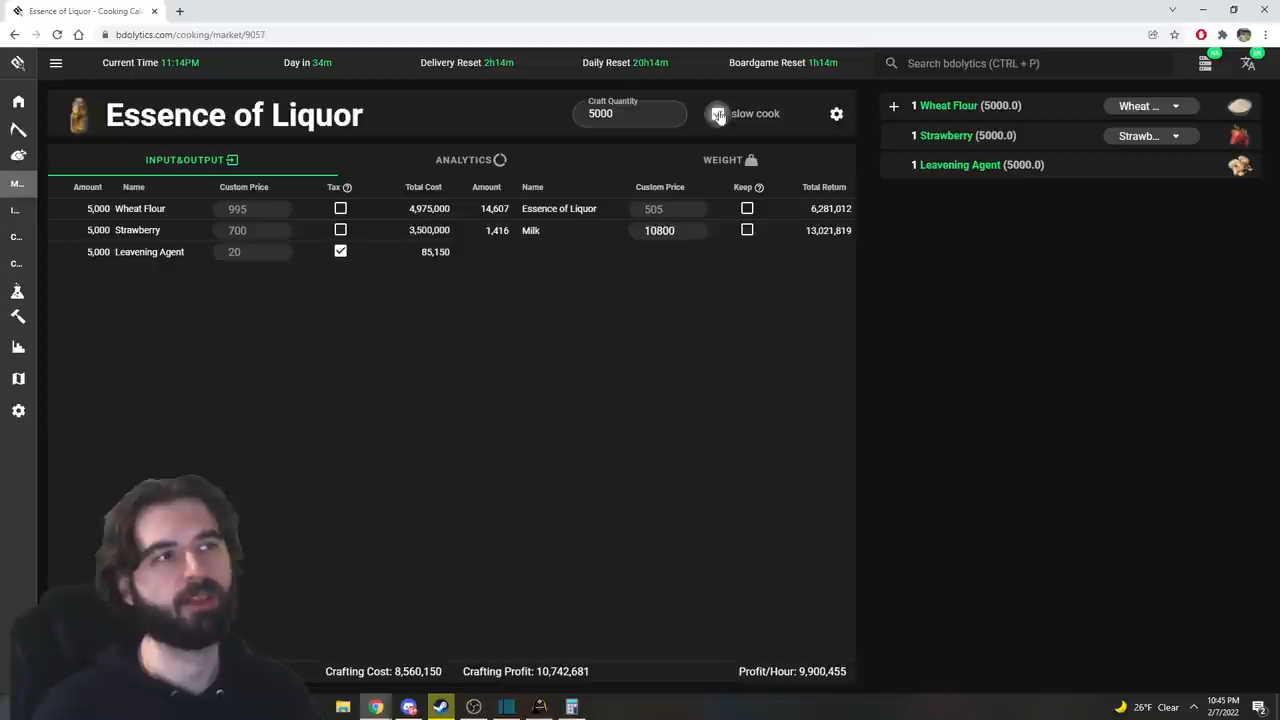 Essence of Liquor - Cooking Cal
bdolytics.com/cooking/market/9057
Current Time 11:14PM
Day in 34m
Delivery Reset 2h14m
Daily Reset 20h14m
Boardgame Reset 1h14m
Search bdolytics (CTRL + P)
NA
EN
Essence of Liquor
Craft Quantity
5000
slow cook
1 Wheat Flour (5000.0)
Wheat ...
1 Strawberry (5000.0)
Strawb...
1 Leavening Agent (5000.0)
M...
I...
C...
C...
INPUT&OUTPUT
ANALYTICS
WEIGHT
Amount Name Custom Price Tax Total Cost Amount Name Custom Price Keep Total Return
5,000 Wheat Flour 995 4,975,000 14,607 Essence of Liquor 505 6,281,012
5,000 Strawberry 700 3,500,000 1,416 Milk 10800 13,021,819
5,000 Leavening Agent 20 85,150
Crafting Cost: 8,560,150
Crafting Profit: 10,742,681
Profit/Hour: 9,900,455
26°F Clear
10:45 PM
2/7/2022